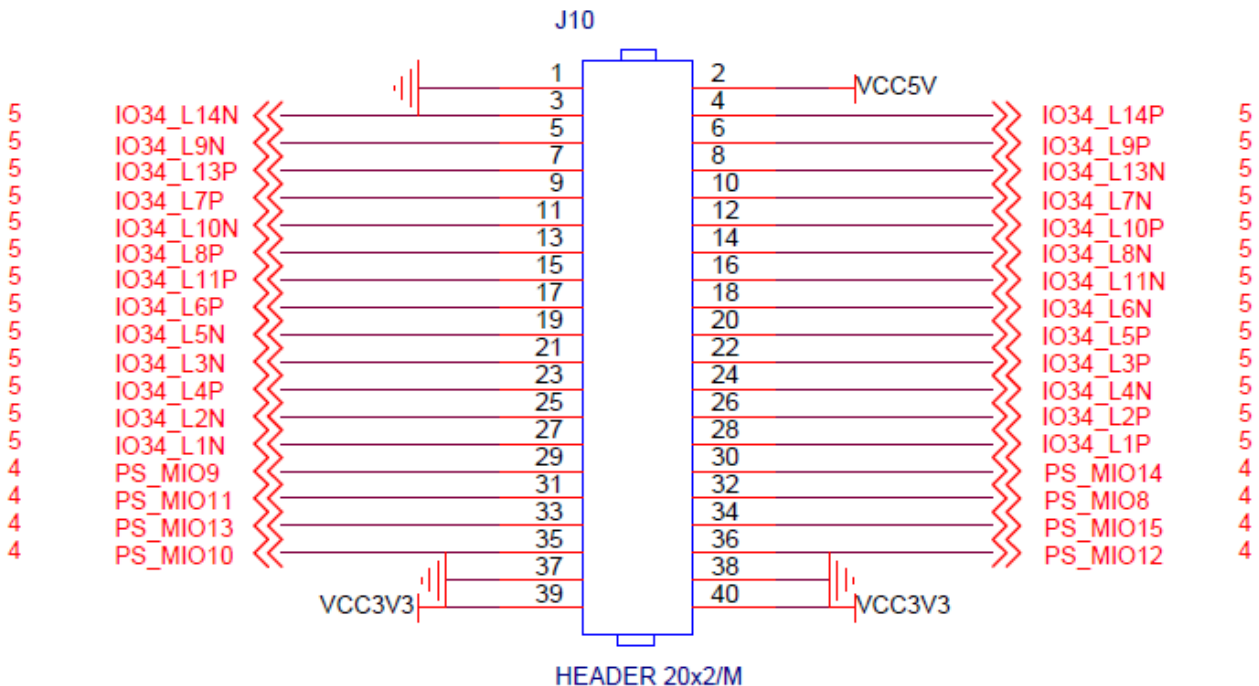 J10
1 2 VCC5V
5 IO34_L14N 3 4 IO34_L14P 5
5 IO34_L9N 5 6 IO34_L9P 5
5 IO34_L13P 7 8 IO34_L13N 5
5 IO34_L7P 9 10 IO34_L7N 5
5 IO34_L10N 11 12 IO34_L10P 5
5 IO34_L8P 13 14 IO34_L8N 5
5 IO34_L11P 15 16 IO34_L11N 5
5 IO34_L6P 17 18 IO34_L6N 5
5 IO34_L5N 19 20 IO34_L5P 5
5 IO34_L3N 21 22 IO34_L3P 5
5 IO34_L4P 23 24 IO34_L4N 5
5 IO34_L2N 25 26 IO34_L2P 5
5 IO34_L1N 27 28 IO34_L1P 5
4 PS_MIO9 29 30 PS_MIO14 4
4 PS_MIO11 31 32 PS_MIO8 4
4 PS_MIO13 33 34 PS_MIO15 4
4 PS_MIO10 35 36 PS_MIO12 4
37 38
VCC3V3 39 40 VCC3V3
HEADER 20x2/M